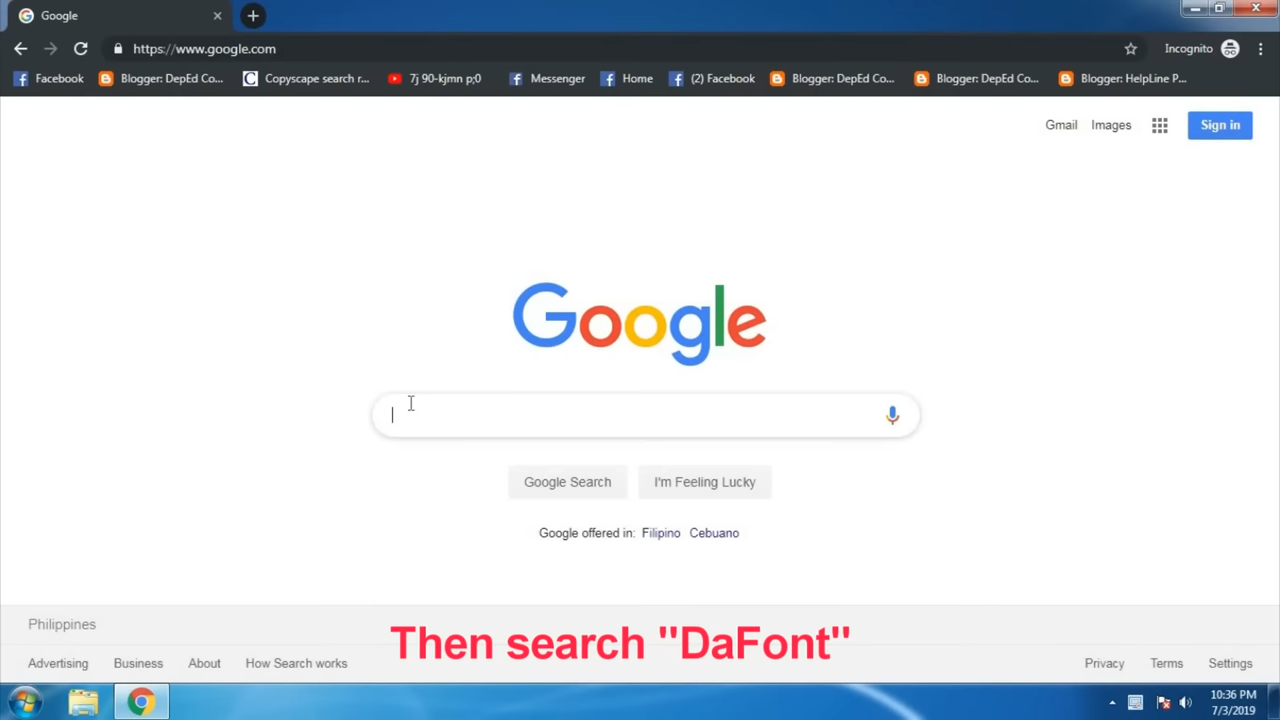 Google
https://www.google.com
Incognito
Facebook
Blogger: DepEd Co...
Copyscape search r...
7j 90-kjmn p;0
Messenger
Home
(2) Facebook
Blogger: DepEd Co...
Blogger: DepEd Co...
Blogger: HelpLine P...
Gmail
Images
Sign in
Google
Google Search
I'm Feeling Lucky
Google offered in: Filipino Cebuano
Philippines
Then search "DaFont"
Advertising
Business
About
How Search works
Privacy
Terms
Settings
10:36 PM
7/3/2019